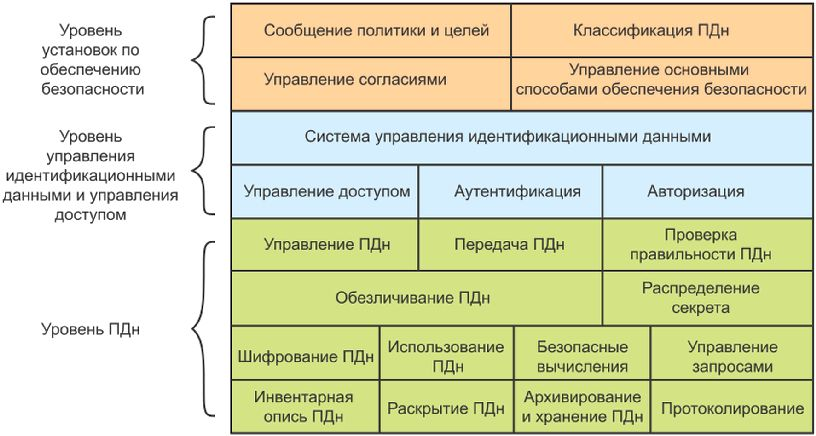 Уровень
установок по
обеспечению
безопасности
Сообщение политики и целей
Классификация ПДн
Управление согласиями
Управление основными
способами обеспечения безопасности
Уровень
управления
идентификационными
данными и управления
доступом
Система управления идентификационными данными
Управление доступом
Аутентификация
Авторизация
Уровень ПДн
Управление ПДн
Передача ПДн
Проверка
правильности ПДн
Обезличивание ПДн
Распределение
секрета
Шифрование ПДн
Использование
ПДн
Безопасные
вычисления
Управление
запросами
Инвентарная
опись ПДн
Раскрытие ПДн
Архивирование
и хранение ПДн
Протоколирование